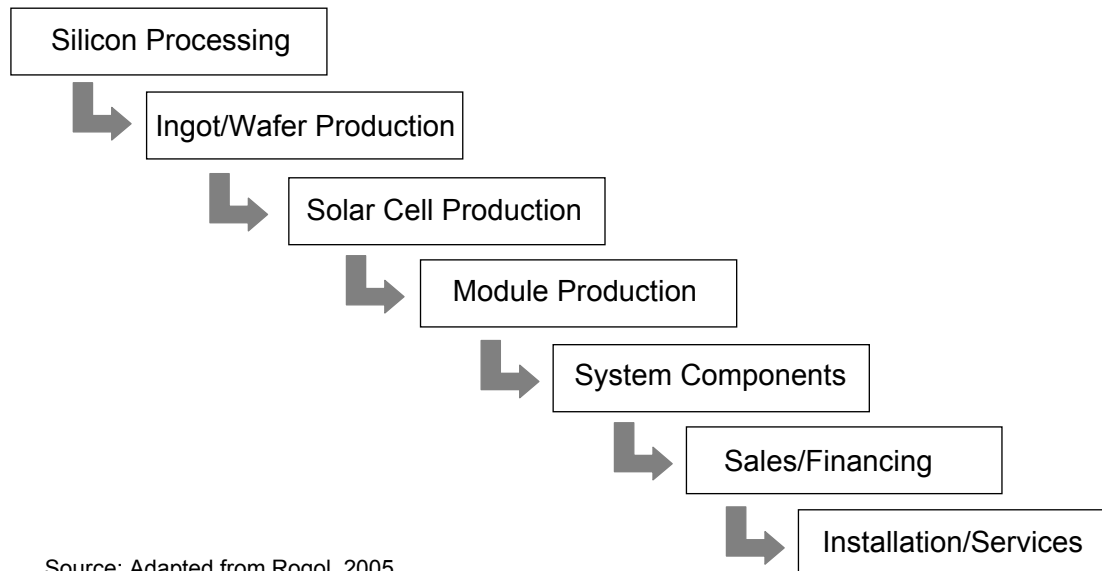 Silicon Processing
Ingot/Wafer Production
Solar Cell Production
Module Production
System Components
Sales/Financing
Installation/Services
Source: Adapted from Rogol, 2005